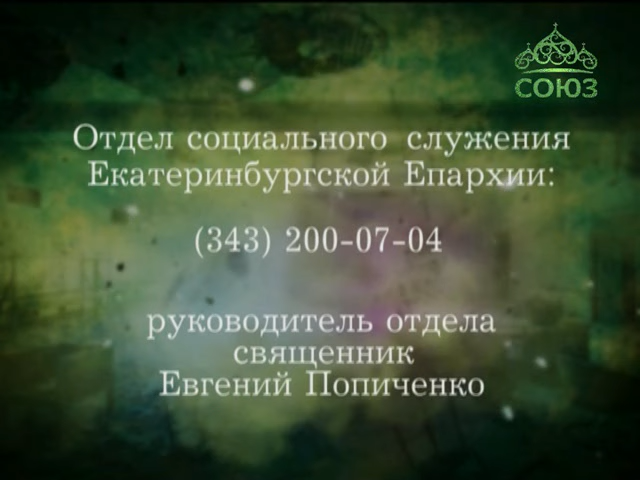 СОЮЗ
Отдел социального служения
Екатеринбургской Епархии:
(343) 200-07-04
руководитель отдела
священник
Евгений Попиченко